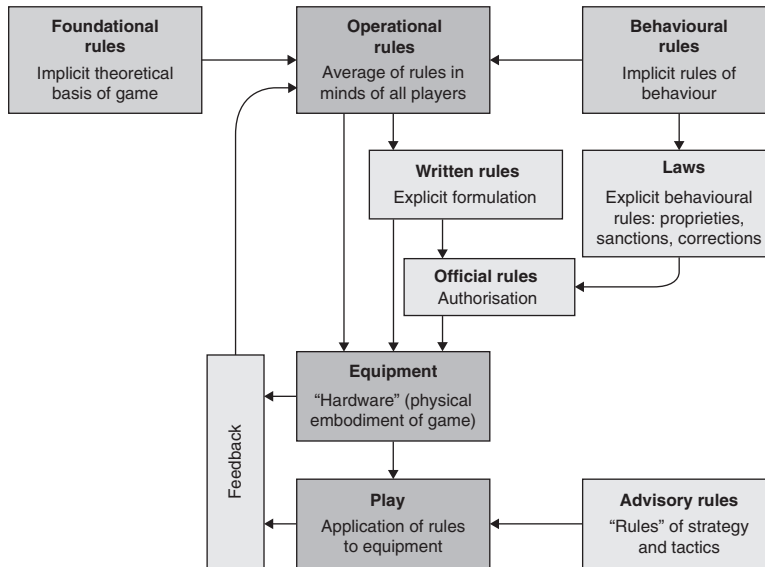 Foundational
rules
Implicit theoretical
basis of game
Operational
rules
Average of rules in
minds of all players
Behavioural
rules
Implicit rules of
behaviour
Written rules
Explicit formulation
Laws
Explicit behavioural
rules: proprieties,
sanctions, corrections
Official rules
Authorisation
Equipment
“Hardware” (physical
embodiment of game)
Feedback
Play
Application of rules
to equipment
Advisory rules
“Rules” of strategy
and tactics